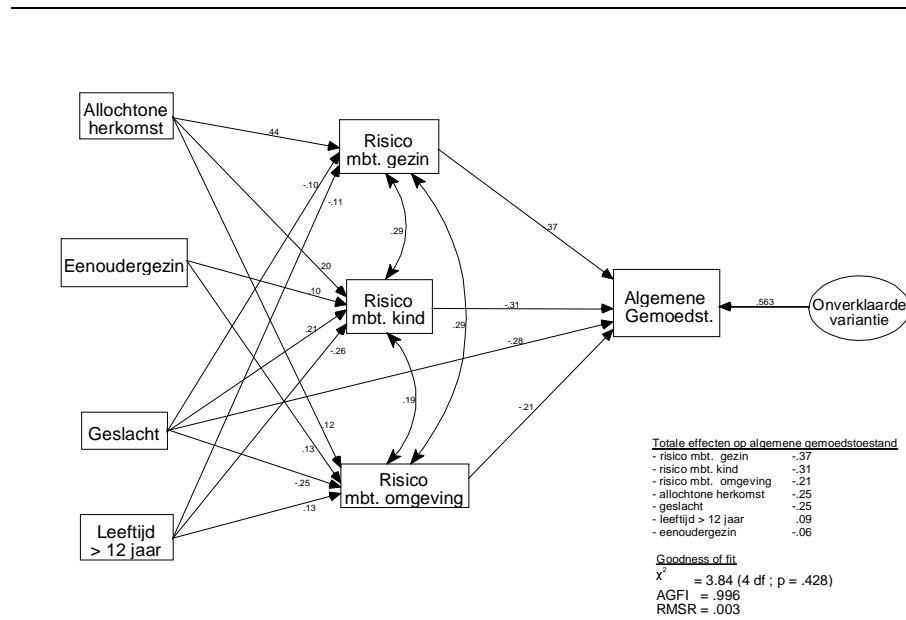 Allochtone
herkomst
Eenoudergezin
Geslacht
Leeftijd
> 12 jaar
.44
-.10
-.11
.20
.10
.21
-.26
.12
.13
-.25
.13
Risico
mbt. gezin
Risico
mbt. kind
Risico
mbt. omgeving
.29
.29
.19
-.37
-.31
-.28
-.21
Algemene
Gemoedst.
.563
Onverklaarde
variantie
Totale effecten op algemene gemoedstoestand
- risico mbt. gezin -.37
- risico mbt. kind -.31
- risico mbt. omgeving -.21
- allochtone herkomst -.25
- geslacht -.25
- leeftijd > 12 jaar .09
- eenoudergezin -.06
Goodness of fit
χ² = 3.84 (4 df ; p = .428)
AGFI = .996
RMSR = .003